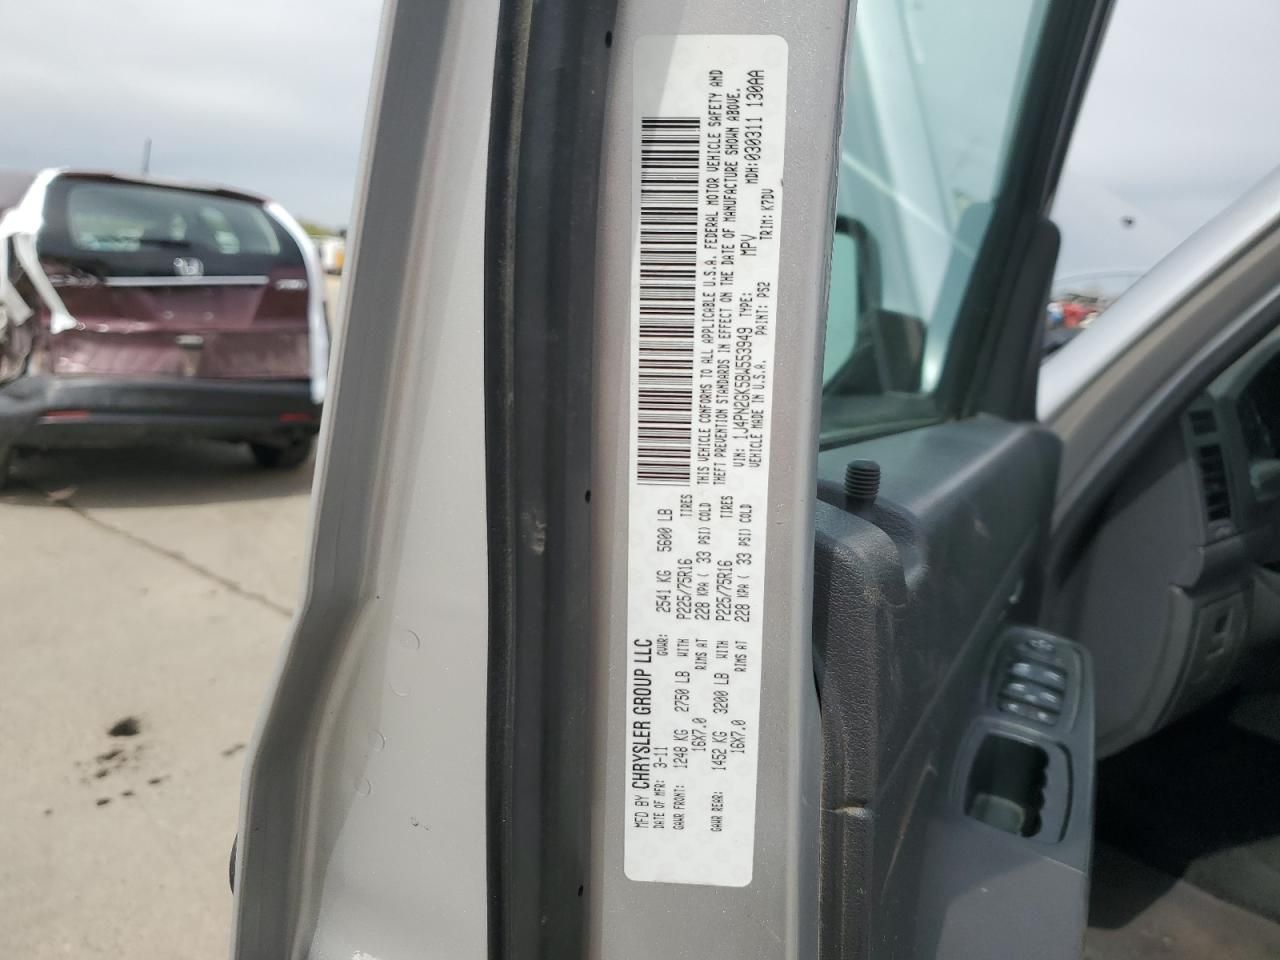 MFD BY CHRYSLER GROUP LLC
DATE OF MFR: 3-11 GVWR: 2541 KG 5600 LB
GAWR FRONT: 1248 KG 2750 LB WITH P225/75R16 TIRES
16X7.0 RIMS AT 228 KPA ( 33 PSI) COLD
GAWR REAR: 1452 KG 3200 LB WITH P225/75R16 TIRES
16X7.0 RIMS AT 228 KPA ( 33 PSI) COLD
THIS VEHICLE CONFORMS TO ALL APPLICABLE U.S.A. FEDERAL MOTOR VEHICLE SAFETY AND
THEFT PREVENTION STANDARDS IN EFFECT ON THE DATE OF MANUFACTURE SHOWN ABOVE.
VIN: 1J4PN2GK5BW553949 TYPE: MPV MDH:030311 130AA
VEHICLE MADE IN U.S.A. PAINT: PS2 TRIM: K7DV